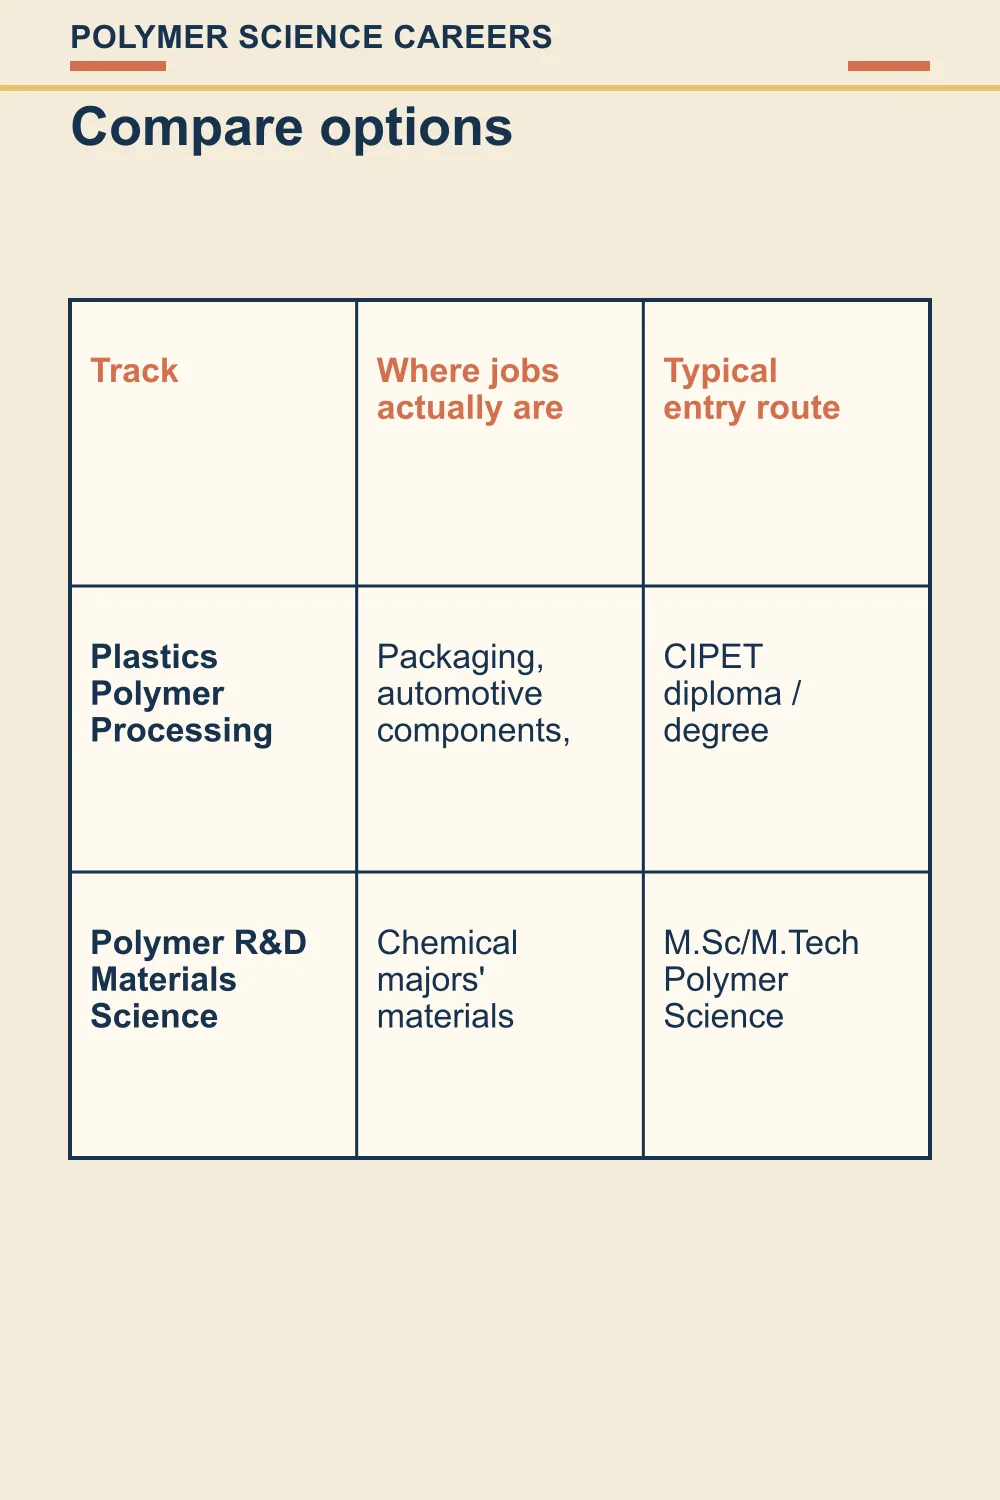 POLYMER SCIENCE CAREERS
Compare options
Track
Where jobs
actually are
Typical
entry route
Plastics
Polymer
Processing
Packaging,
automotive
components,
CIPET
diploma /
degree
Polymer R&D
Materials
Science
Chemical
majors'
materials
M.Sc/M.Tech
Polymer
Science